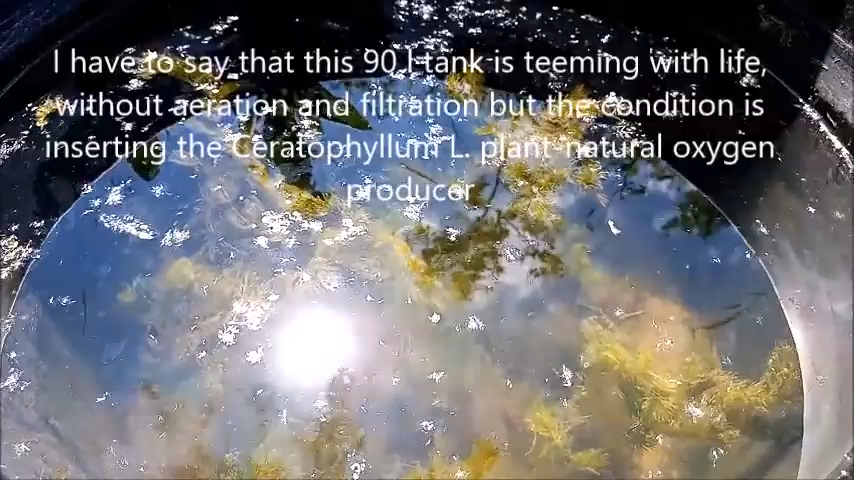 I have to say that this 90 l tank is teeming with life,
without aeration and filtration but the condition is
inserting the Ceratophyllum L. plant-natural oxygen
producer